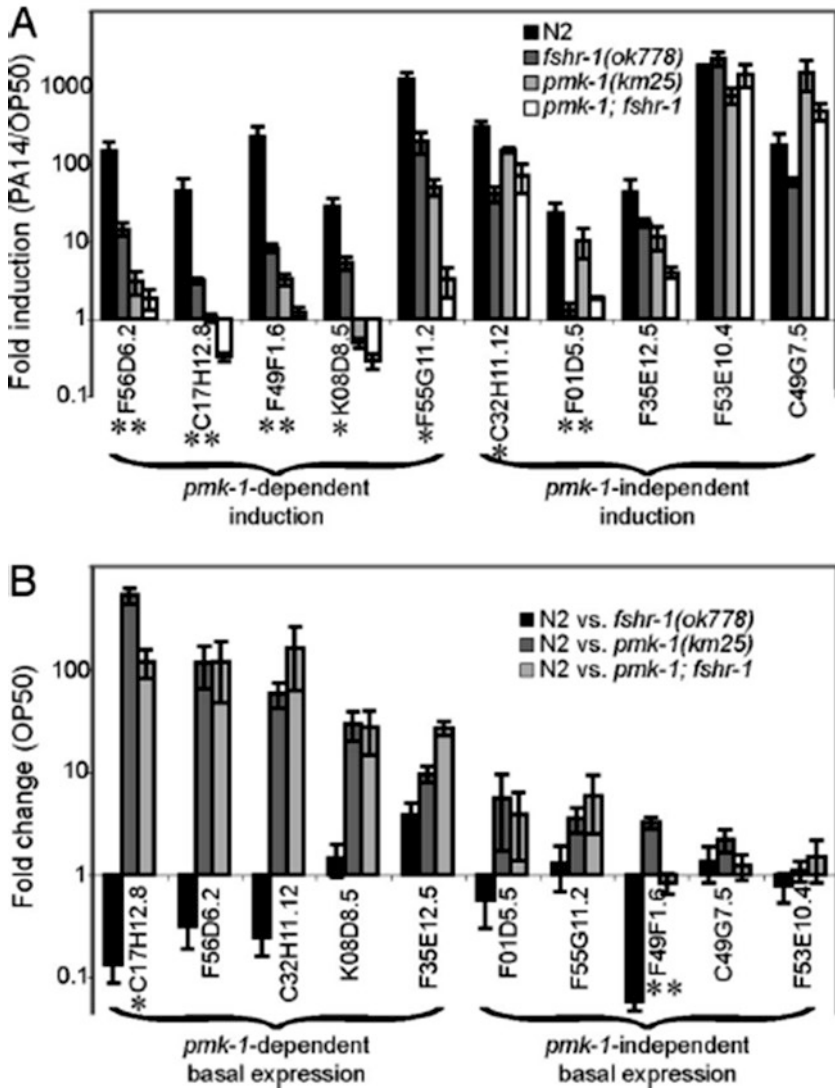 A
Fold induction (PA14/OP50)
1000
100
10
1
0.1
N2
fshr-1(ok778)
pmk-1(km25)
pmk-1; fshr-1
**F56D6.2
**C17H12.8
**F49F1.6
*K08D8.5
*F55G11.2
*C32H11.12
**F01D5.5
F35E12.5
F53E10.4
C49G7.5
pmk-1-dependent
induction
pmk-1-independent
induction
B
Fold change (OP50)
100
10
1
0.1
N2 vs. fshr-1(ok778)
N2 vs. pmk-1(km25)
N2 vs. pmk-1; fshr-1
*C17H12.8
F56D6.2
C32H11.12
K08D8.5
F35E12.5
F01D5.5
F55G11.2
**F49F1.6
C49G7.5
F53E10.4
pmk-1-dependent
basal expression
pmk-1-independent
basal expression